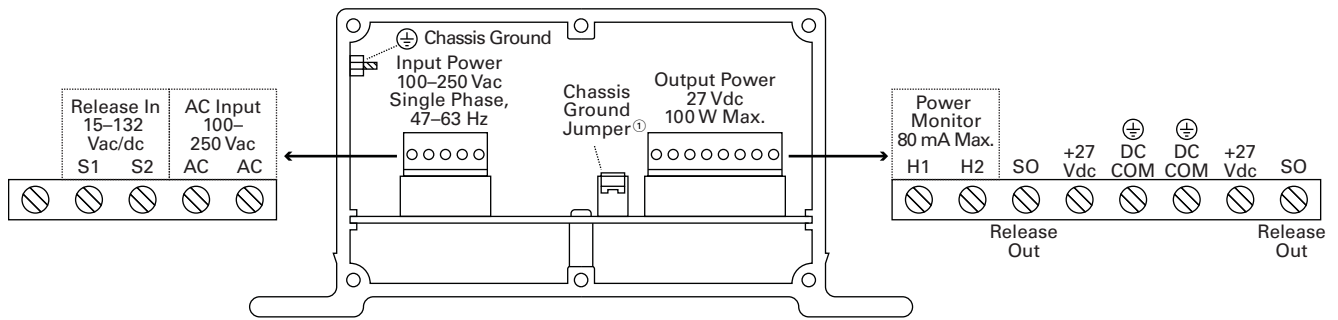 Chassis Ground
Input Power
100–250 Vac
Single Phase,
47–63 Hz
Chassis
Ground
Jumper①
Output Power
27 Vdc
100 W Max.
Release In
15–132
Vac/dc
S1 S2
AC Input
100–
250 Vac
AC AC
Power
Monitor
80 mA Max.
H1 H2
SO
Release
Out
+27
Vdc
DC
COM
DC
COM
+27
Vdc
SO
Release
Out